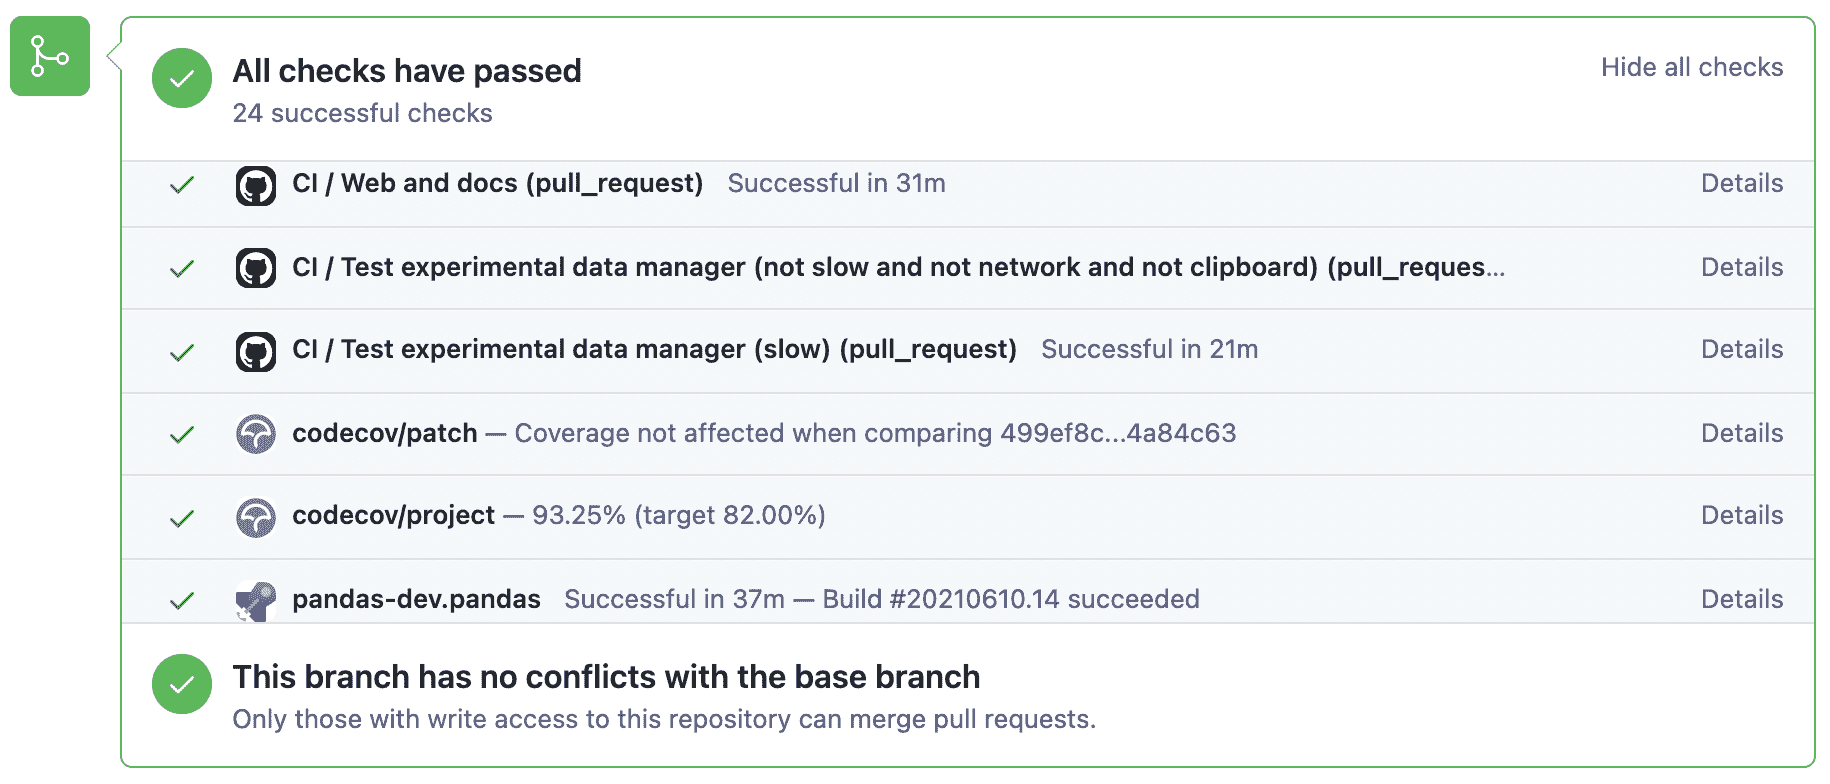 All checks have passed
Hide all checks
24 successful checks
CI / Web and docs (pull_request) Successful in 31m Details
CI / Test experimental data manager (not slow and not network and not clipboard) (pull_reques... Details
CI / Test experimental data manager (slow) (pull_request) Successful in 21m Details
codecov/patch — Coverage not affected when comparing 499ef8c...4a84c63 Details
codecov/project — 93.25% (target 82.00%) Details
pandas-dev.pandas Successful in 37m — Build #20210610.14 succeeded Details
This branch has no conflicts with the base branch
Only those with write access to this repository can merge pull requests.